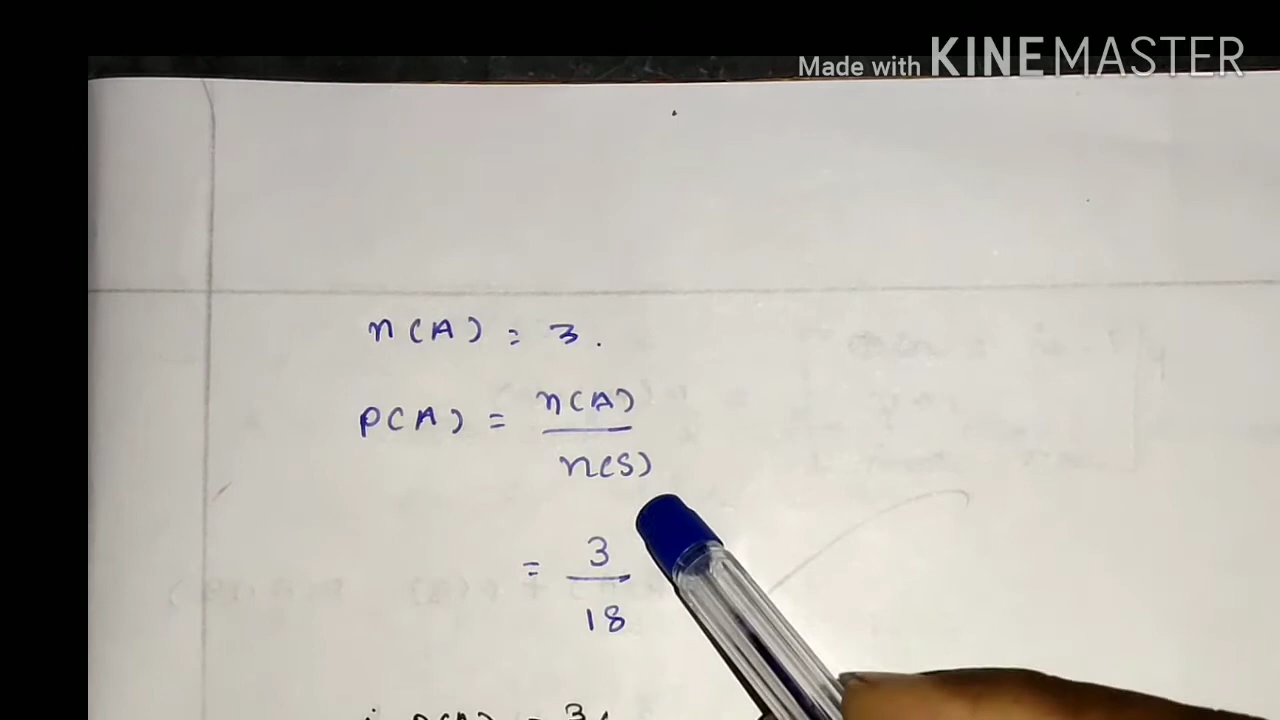 Made with KINEMASTER
n(A) = 3.
P(A) = n(A)
n(S)
= 3
18